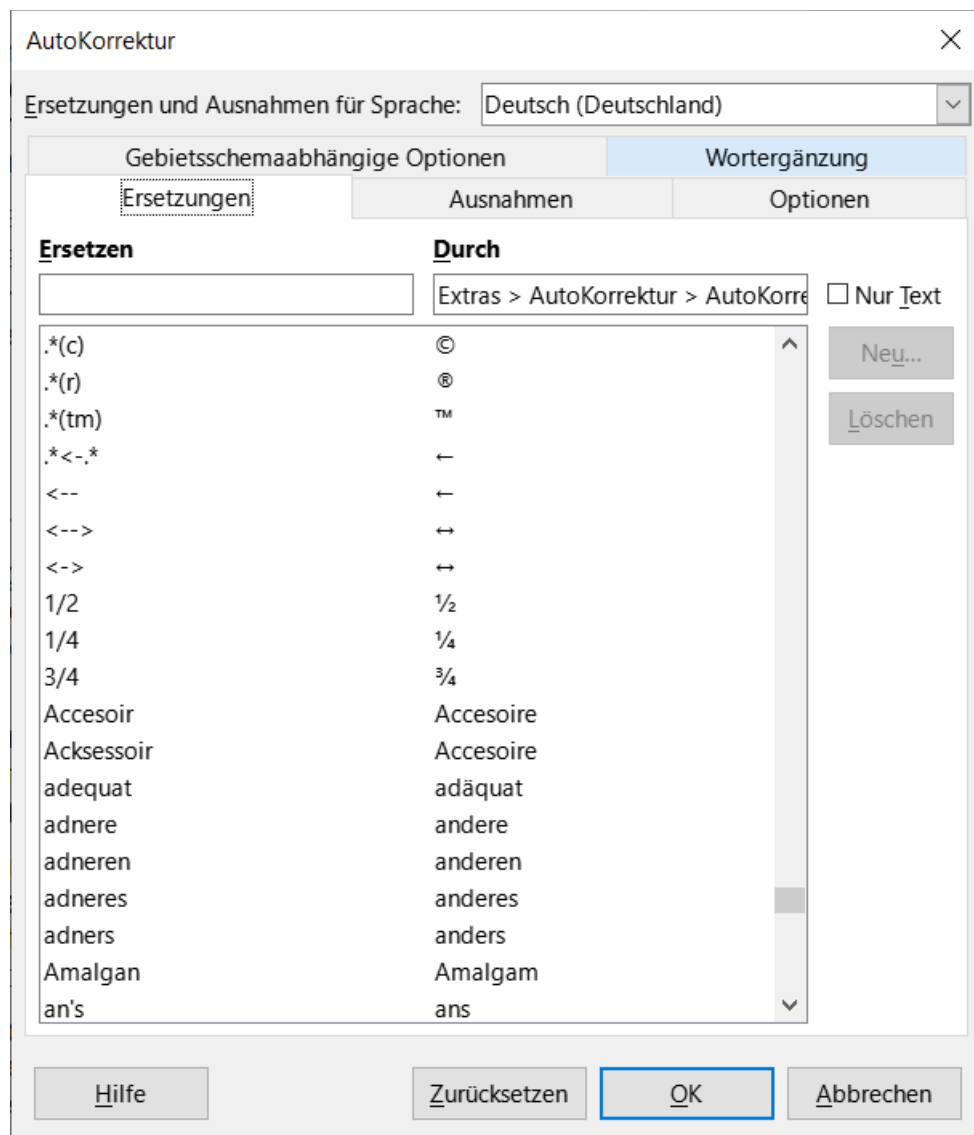 AutoKorrektur
Ersetzungen und Ausnahmen für Sprache: Deutsch (Deutschland)
Gebietsschemaabhängige Optionen Wortergänzung
Ersetzungen Ausnahmen Optionen
Ersetzen Durch
Extras > AutoKorrektur > AutoKorre Nur Text
.*(c) ©
.*(r) ®
.*(tm) ™
.*<-.* ←
<-- ←
<--> ↔
<-> ↔
1/2 ½
1/4 ¼
3/4 ¾
Accesoir Accesoire
Acksessoir Accesoire
adequat adäquat
adnere andere
adneren anderen
adneres anderes
adners anders
Amalgan Amalgam
an's ans
Neu...
Löschen
Hilfe Zurücksetzen OK Abbrechen